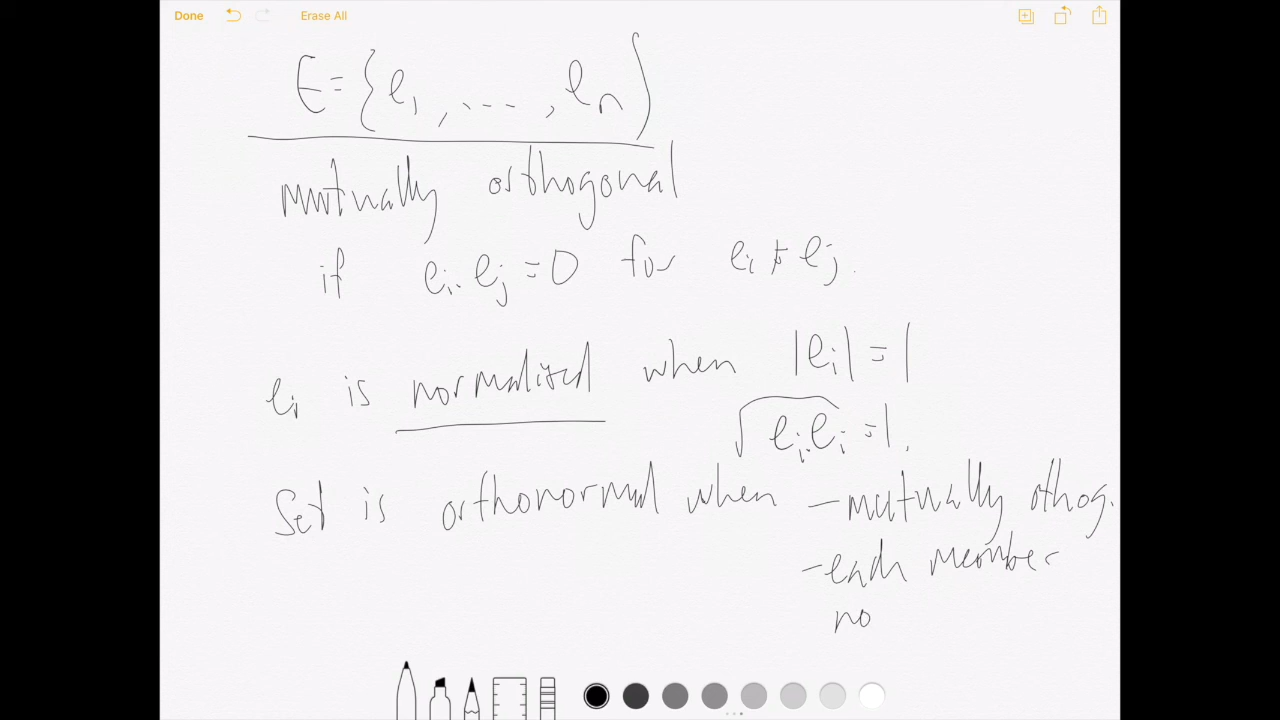 Done Erase All
E = {e₁, ..., eₙ}
mutually orthogonal
if eᵢ.eⱼ = 0 for eᵢ ≠ eⱼ.
eᵢ is normalized when |eᵢ| = 1
√eᵢ.eᵢ = 1.
Set is orthonormal when - mutually othog.
- each member
no